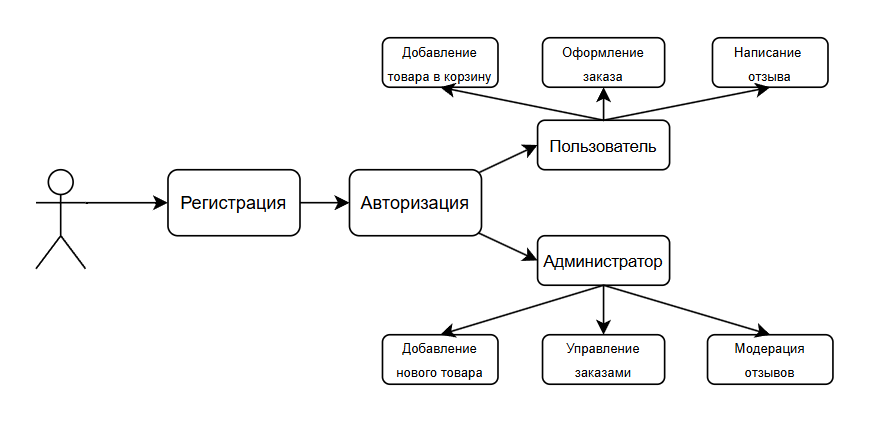 Добавление
товара в корзину
Оформление
заказа
Написание
отзыва
Пользователь
Регистрация
Авторизация
Администратор
Добавление
нового товара
Управление
заказами
Модерация
отзывов